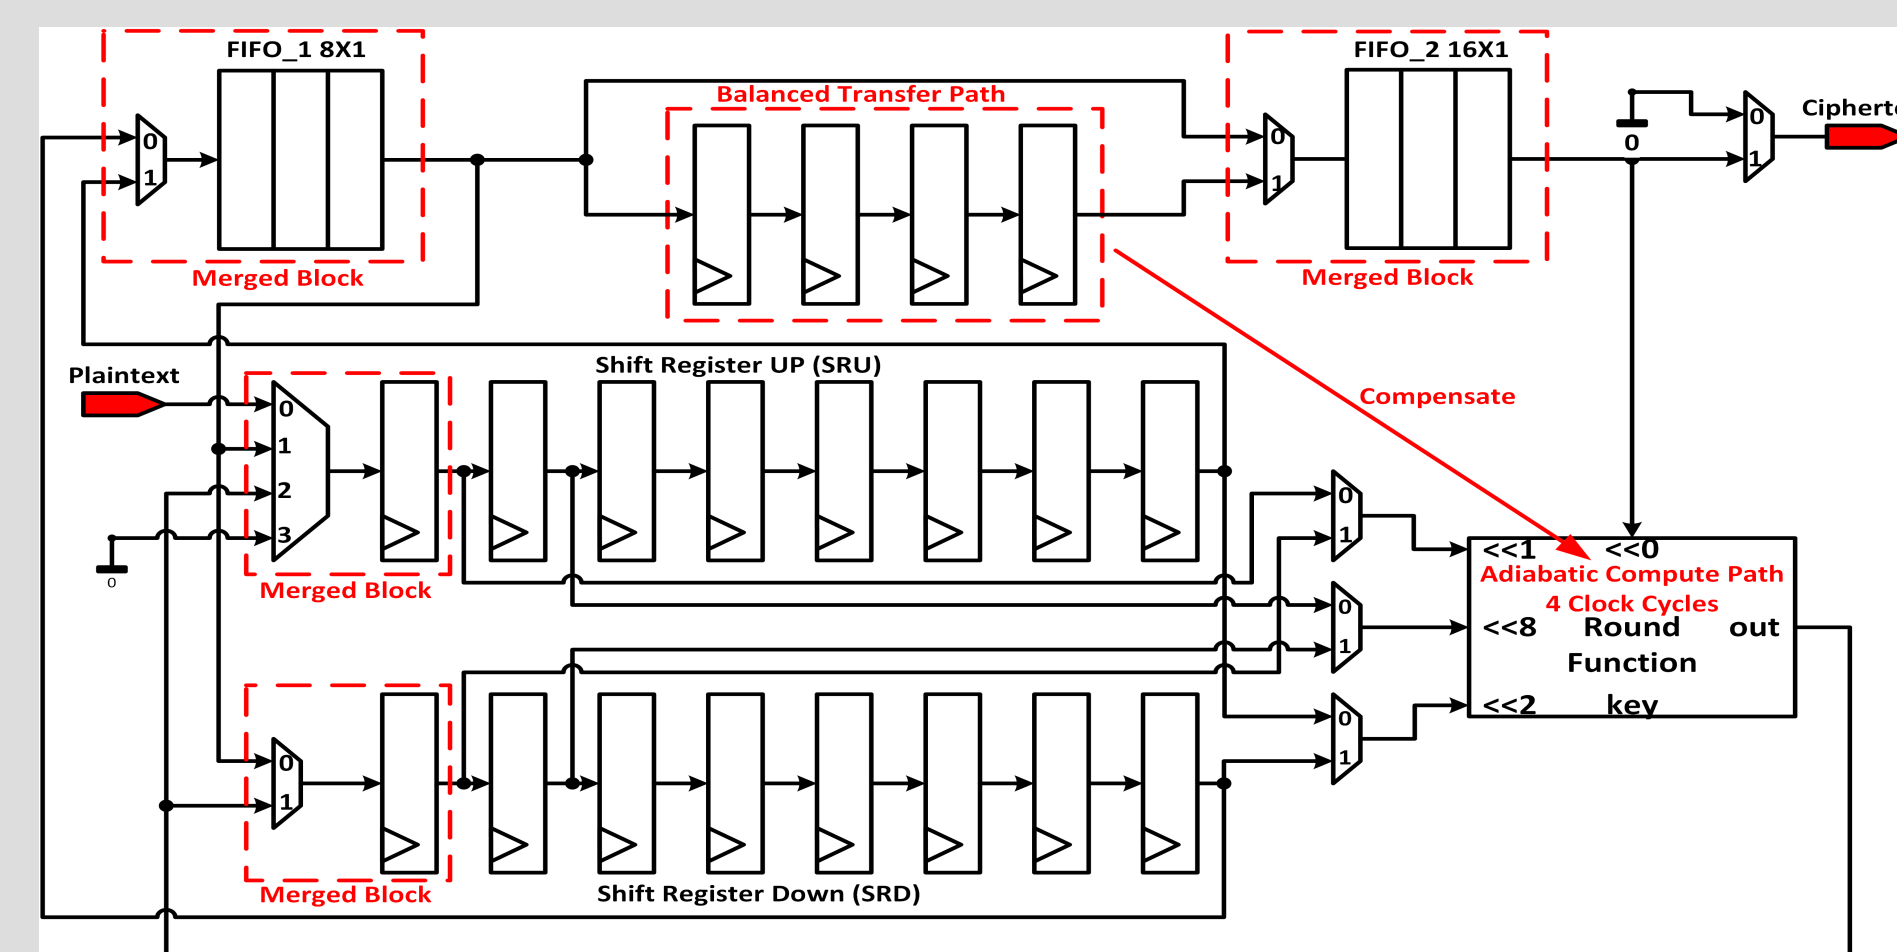 FIFO_1 8X1
FIFO_2 16X1
Balanced Transfer Path
0
1
0
1
0
0
1
Cipherte
Merged Block
Merged Block
Shift Register UP (SRU)
Plaintext
Compensate
0
1
2
3
0
0
1
Merged Block
<<1
<<0
Adiabatic Compute Path
4 Clock Cycles
0
1
<<8
Round
out
Function
<<2
key
0
1
0
1
Merged Block
Shift Register Down (SRD)